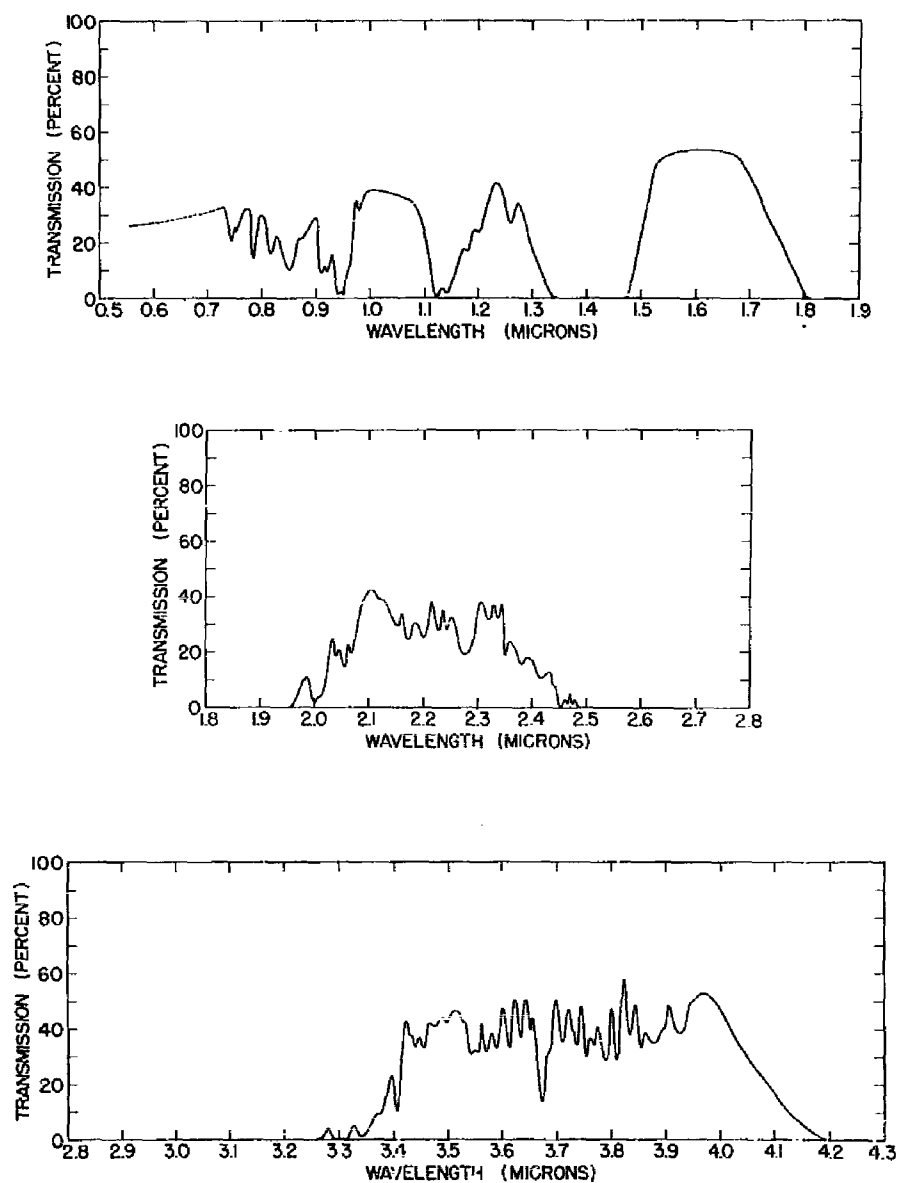 TRANSMISSION (PERCENT)
100
80
60
40
20
0
0.5 0.6 0.7 0.8 0.9 1.0 1.1 1.2 1.3 1.4 1.5 1.6 1.7 1.8 1.9
WAVELENGTH (MICRONS)
TRANSMISSION (PERCENT)
100
80
60
40
20
0
1.8 1.9 2.0 2.1 2.2 2.3 2.4 2.5 2.6 2.7 2.8
WAVELENGTH (MICRONS)
TRANSMISSION (PERCENT)
100
80
60
40
20
0
2.8 2.9 3.0 3.1 3.2 3.3 3.4 3.5 3.6 3.7 3.8 3.9 4.0 4.1 4.2 4.3
WAVELENGTH (MICRONS)